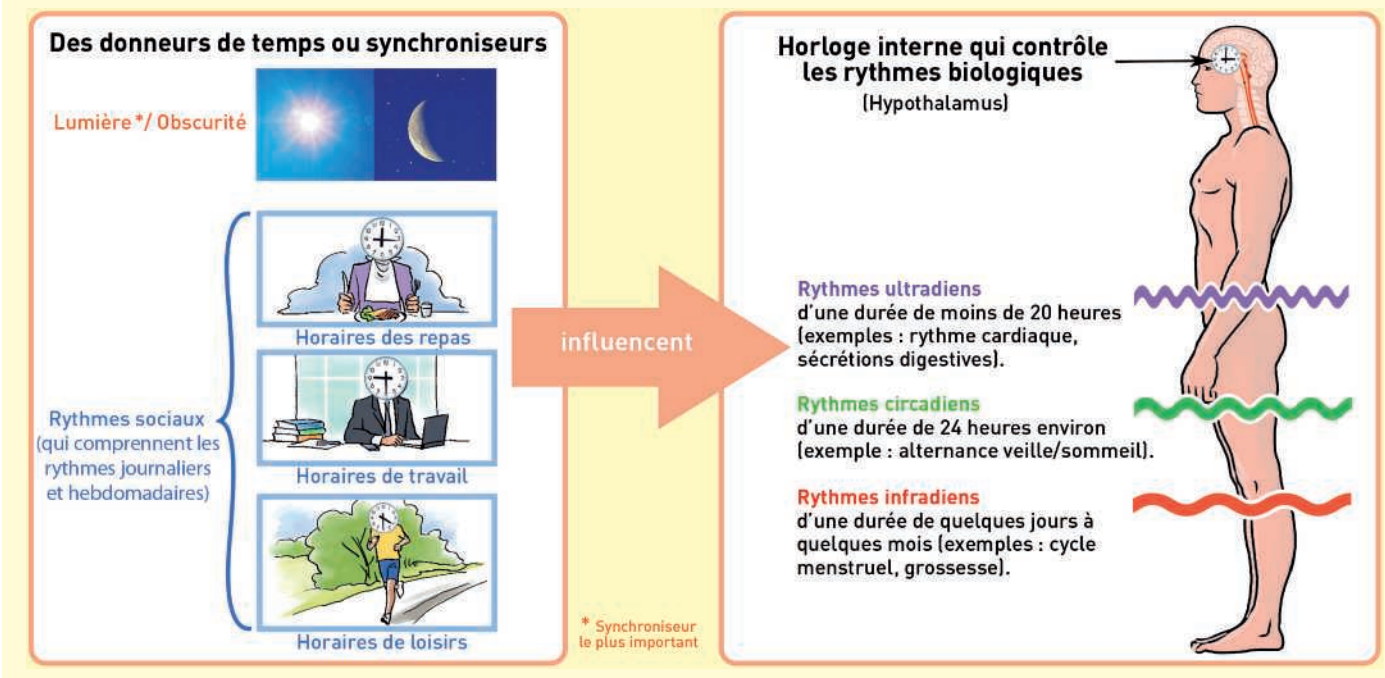 Des donneurs de temps ou synchroniseurs
Lumière */ Obscurité
Horaires des repas
Rythmes sociaux
(qui comprennent les
rythmes journaliers
et hebdomadaires)
Horaires de travail
Horaires de loisirs
influencent
* Synchroniseur
le plus important
Horloge interne qui contrôle
les rythmes biologiques
(Hypothalamus)
Rythmes ultradiens
d'une durée de moins de 20 heures
(exemples : rythme cardiaque,
sécrétions digestives).
Rythmes circadiens
d'une durée de 24 heures environ
(exemple : alternance veille/sommeil).
Rythmes infradiens
d'une durée de quelques jours à
quelques mois (exemples : cycle
menstruel, grossesse).